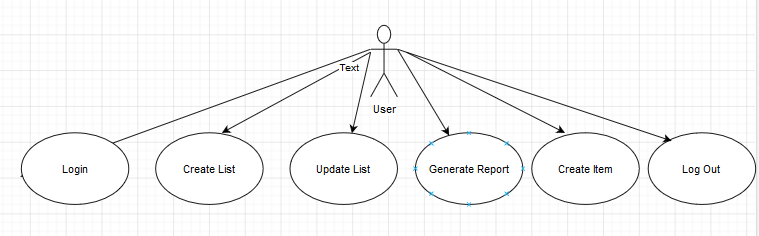 Text
User
Login
Create List
Update List
Generate Report
Create Item
Log Out